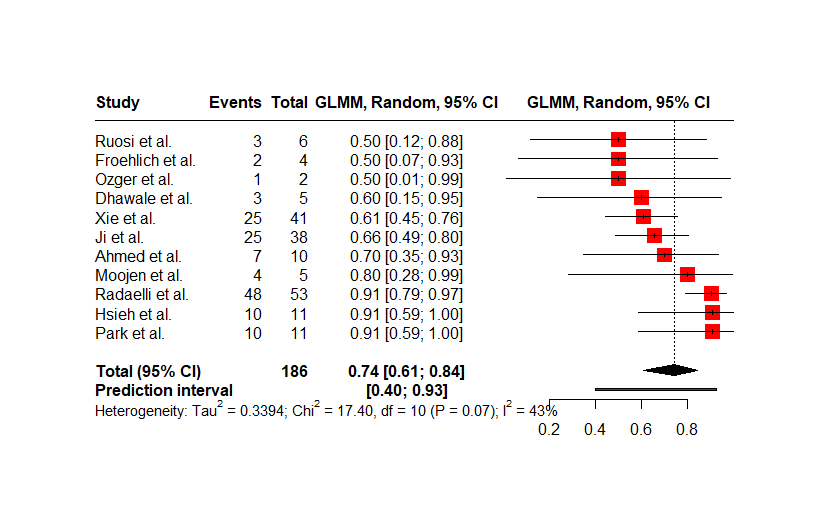 Study Events Total GLMM, Random, 95% CI GLMM, Random, 95% CI
Ruosi et al. 3 6 0.50 [0.12; 0.88]
Froehlich et al. 2 4 0.50 [0.07; 0.93]
Ozger et al. 1 2 0.50 [0.01; 0.99]
Dhawale et al. 3 5 0.60 [0.15; 0.95]
Xie et al. 25 41 0.61 [0.45; 0.76]
Ji et al. 25 38 0.66 [0.49; 0.80]
Ahmed et al. 7 10 0.70 [0.35; 0.93]
Moojen et al. 4 5 0.80 [0.28; 0.99]
Radaelli et al. 48 53 0.91 [0.79; 0.97]
Hsieh et al. 10 11 0.91 [0.59; 1.00]
Park et al. 10 11 0.91 [0.59; 1.00]
Total (95% CI) 186 0.74 [0.61; 0.84]
Prediction interval [0.40; 0.93]
Heterogeneity: Tau² = 0.3394; Chi² = 17.40, df = 10 (P = 0.07); I² = 43%
0.2 0.4 0.6 0.8